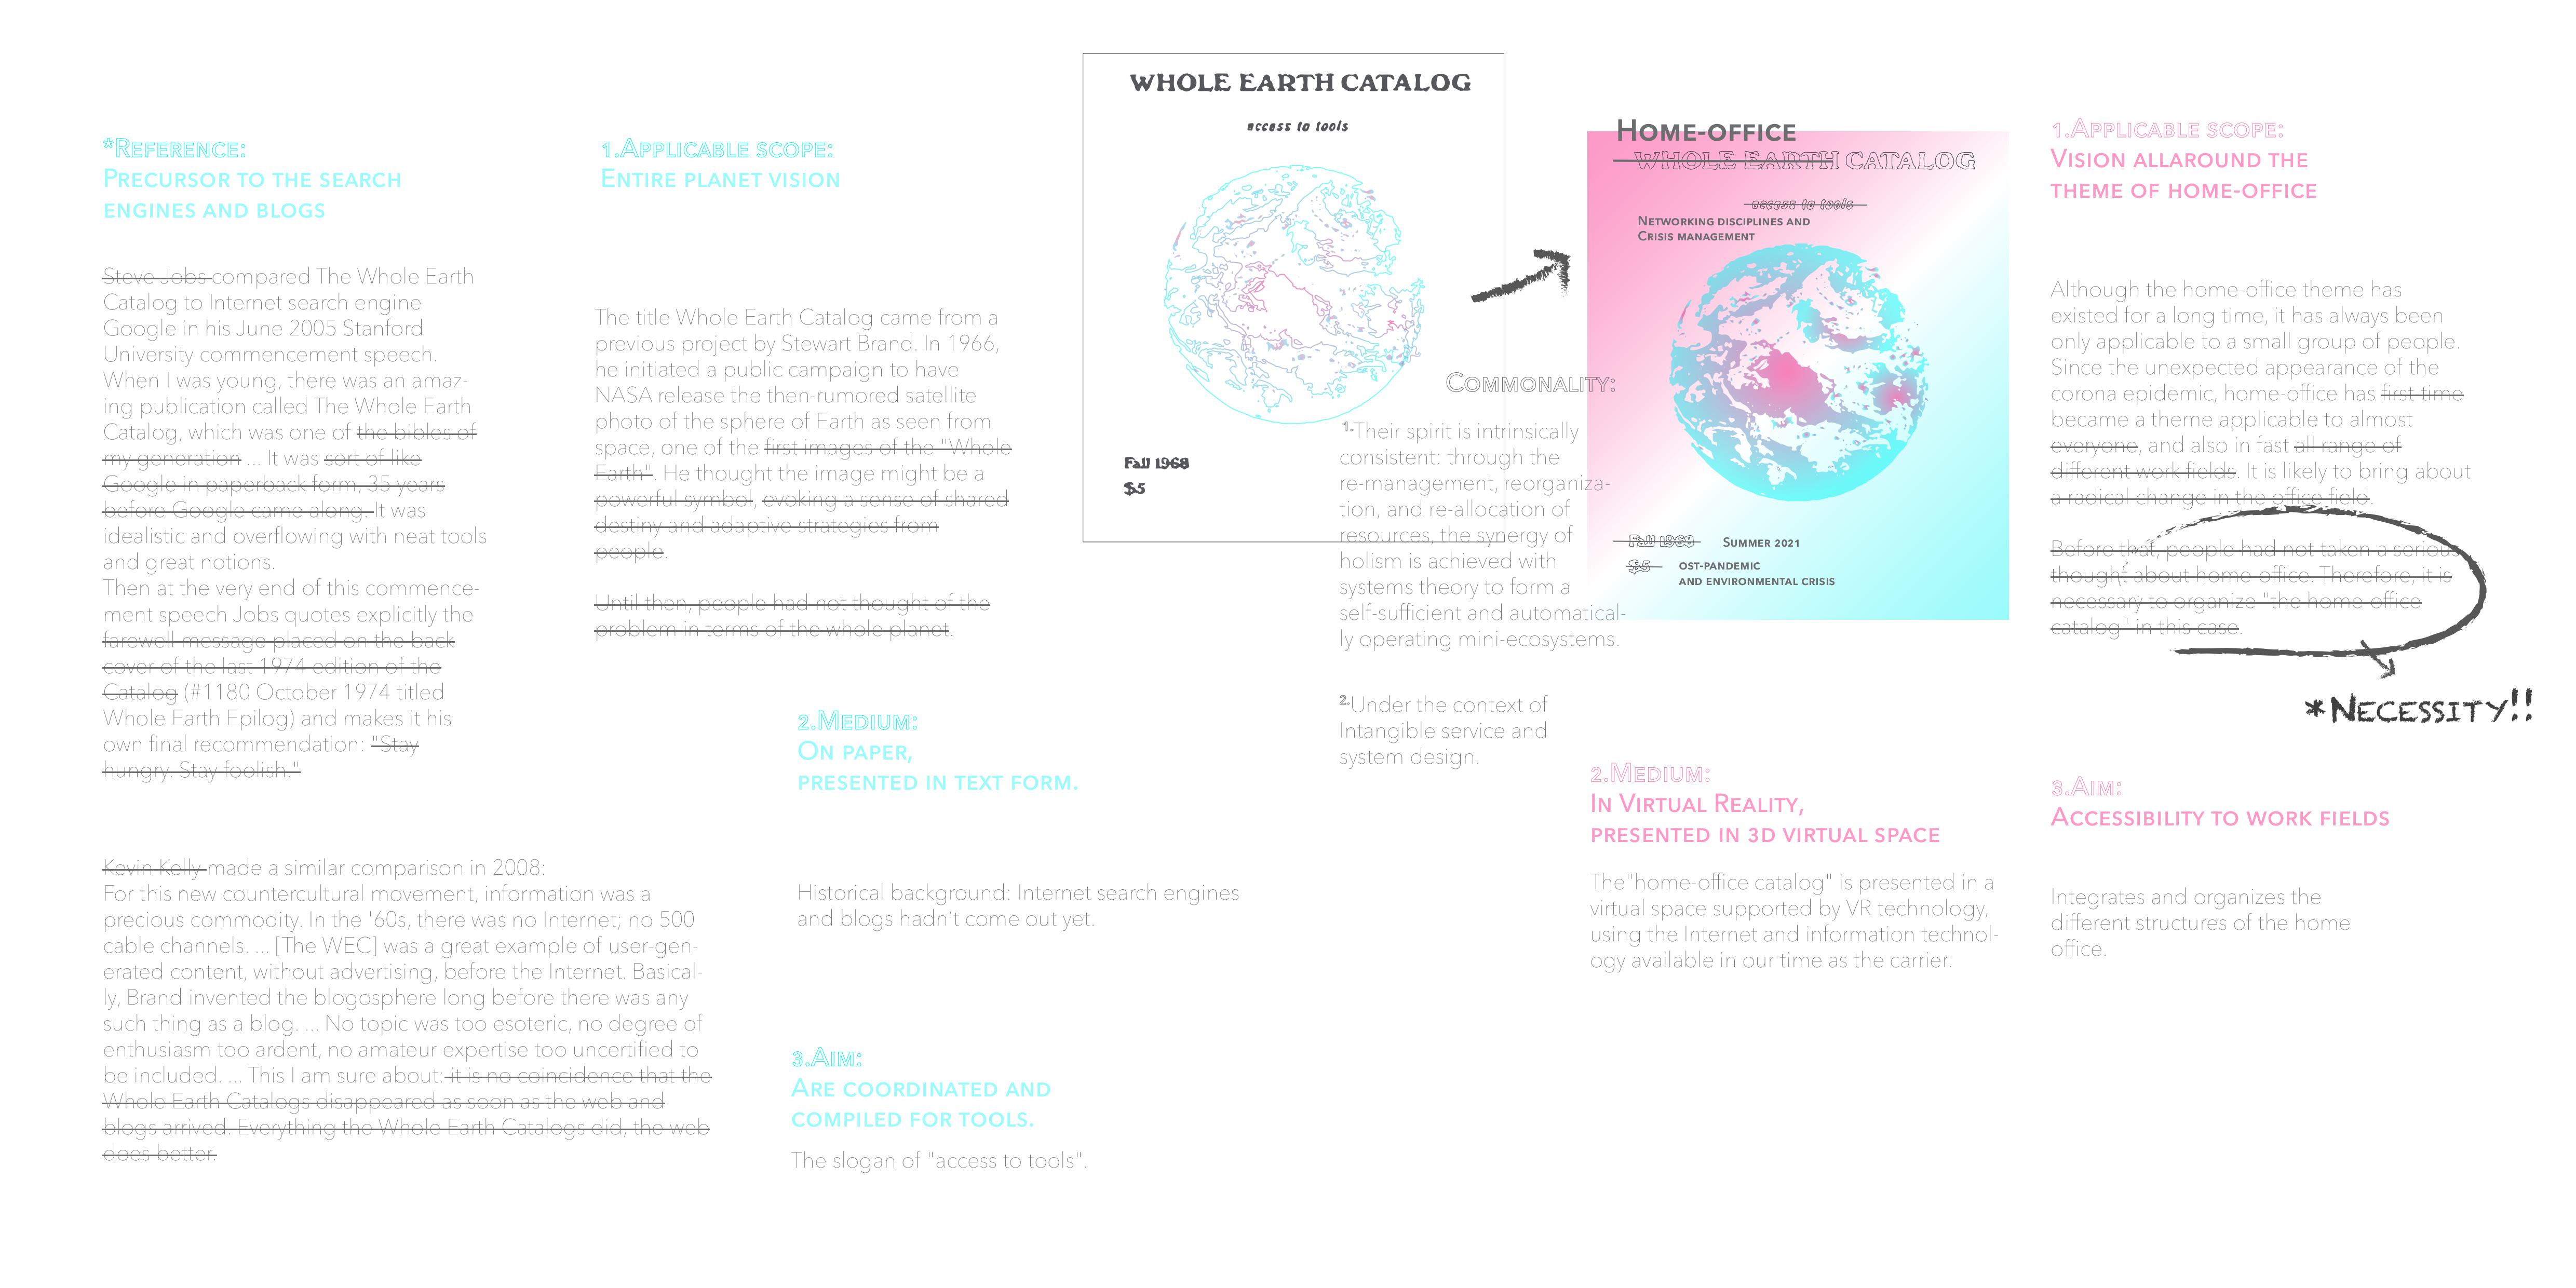 *Reference:
Precursor to the search
engines and blogs
Steve Jobs compared The Whole Earth
Catalog to Internet search engine
Google in his June 2005 Stanford
University commencement speech.
When I was young, there was an amaz-
ing publication called The Whole Earth
Catalog, which was one of the bibles of
my generation ... It was sort of like
Google in paperback form, 35 years
before Google came along. It was
idealistic and overflowing with neat tools
and great notions.
Then at the very end of this commence-
ment speech Jobs quotes explicitly the
farewell message placed on the back
cover of the last 1974 edition of the
Catalog (#1180 October 1974 titled
Whole Earth Epilog) and makes it his
own final recommendation: "Stay
hungry. Stay foolish."
Kevin Kelly made a similar comparison in 2008:
For this new countercultural movement, information was a
precious commodity. In the '60s, there was no Internet; no 500
cable channels. ... [The WEC] was a great example of user-gen-
erated content, without advertising, before the Internet. Basical-
ly, Brand invented the blogosphere long before there was any
such thing as a blog. ... No topic was too esoteric, no degree of
enthusiasm too ardent, no amateur expertise too uncertified to
be included. ... This I am sure about: it is no coincidence that the
Whole Earth Catalogs disappeared as soon as the web and
blogs arrived. Everything the Whole Earth Catalogs did, the web
does better.
1.Applicable scope:
Entire planet vision
The title Whole Earth Catalog came from a
previous project by Stewart Brand. In 1966,
he initiated a public campaign to have
NASA release the then-rumored satellite
photo of the sphere of Earth as seen from
space, one of the first images of the "Whole
Earth". He thought the image might be a
powerful symbol, evoking a sense of shared
destiny and adaptive strategies from
people.
Until then, people had not thought of the
problem in terms of the whole planet.
2.Medium:
On paper,
presented in text form.
Historical background: Internet search engines
and blogs hadn't come out yet.
3.Aim:
Are coordinated and
compiled for tools.
The slogan of "access to tools".
WHOLE EARTH CATALOG
access to tools
Fall 1968
$5
Commonality:
1.Their spirit is intrinsically
consistent: through the
re-management, reorganiza-
tion, and re-allocation of
resources, the synergy of
holism is achieved with
systems theory to form a
self-sufficient and automatical-
ly operating mini-ecosystems.
2.Under the context of
Intangible service and
system design.
Home-office
WHOLE EARTH CATALOG
access to tools
Networking disciplines and
Crisis management
Fall 1968 Summer 2021
$5 ost-pandemic
and environmental crisis
2.Medium:
In Virtual Reality,
presented in 3D virtual space
The"home-office catalog" is presented in a
virtual space supported by VR technology,
using the Internet and information technol-
ogy available in our time as the carrier.
1.Applicable scope:
Vision allaround the
theme of home-office
Although the home-office theme has
existed for a long time, it has always been
only applicable to a small group of people.
Since the unexpected appearance of the
corona epidemic, home-office has first time
became a theme applicable to almost
everyone, and also in fast all range of
different work fields. It is likely to bring about
a radical change in the office field.
Before that, people had not taken a serious
thought about home office. Therefore, it is
necessary to organize "the home office
catalog" in this case.
*Necessity!!
3.Aim:
Accessibility to work fields
Integrates and organizes the
different structures of the home
office.